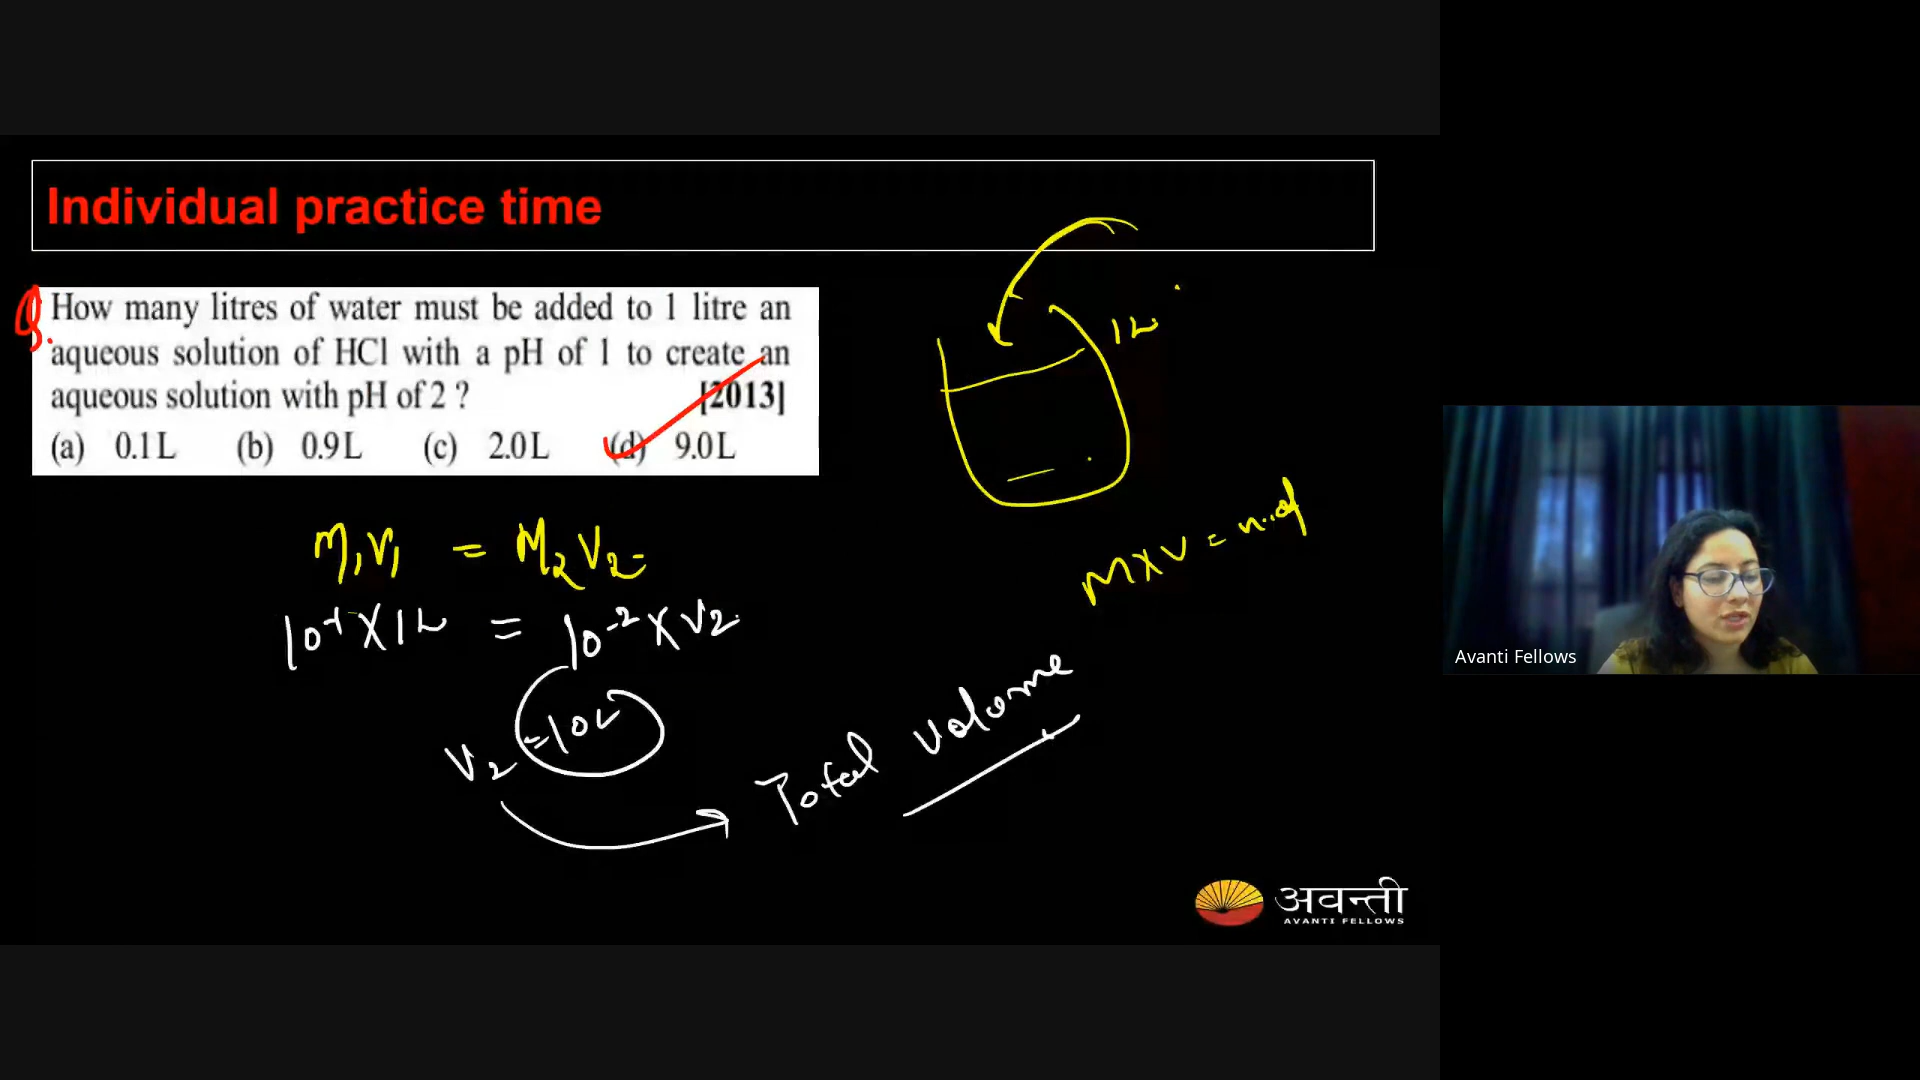 Individual practice time
Q. How many litres of water must be added to 1 litre an
aqueous solution of HCl with a pH of 1 to create an
aqueous solution with pH of 2 ? [2013]
(a) 0.1 L (b) 0.9 L (c) 2.0 L (d) 9.0 L
1L
M₁V₁ = M₂V₂
M x V = n. of
10⁻¹ X 1L = 10⁻² X V₂
V₂ = 10L
Total volume
अवन्ती
AVANTI FELLOWS
Avanti Fellows